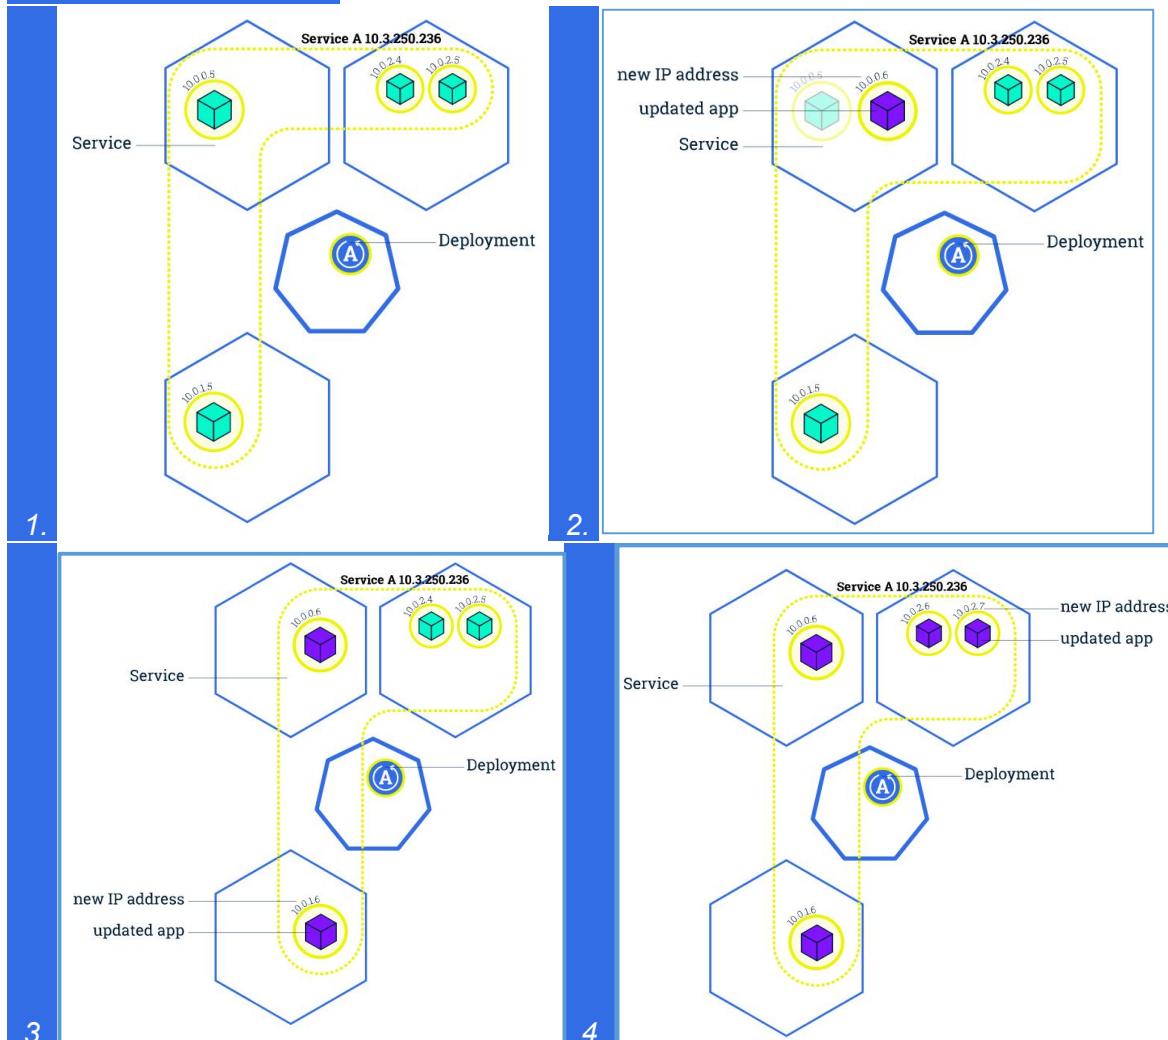 Service A 10.3.250.236
10.0.0.5
10.0.2.4
10.0.2.5
Service
Deployment
A
10.0.1.5
1.
Service A 10.3.250.236
new IP address
10.0.0.5
10.0.0.6
10.0.2.4
10.0.2.5
updated app
Service
Deployment
A
10.0.1.5
2.
Service A 10.3.250.236
10.0.0.6
10.0.2.4
10.0.2.5
Service
Deployment
A
new IP address
10.0.1.6
updated app
3
Service A 10.3.250.236
10.0.0.6
10.0.2.6
10.0.2.7
new IP address
updated app
Service
Deployment
A
10.0.1.6
4